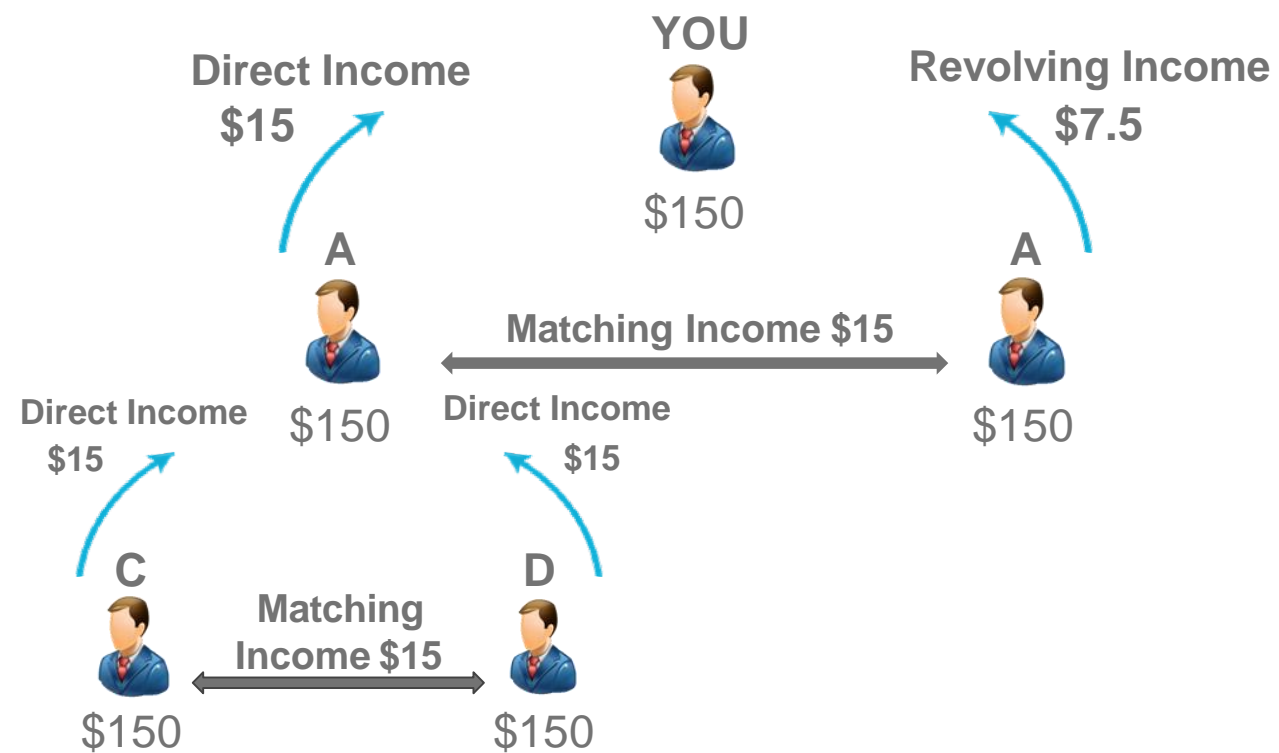 YOU
Direct Income
$15
Revolving Income
$7.5
$150
A
A
Matching Income $15
$150
$150
Direct Income
$15
Direct Income
$15
C
D
Matching
Income $15
$150
$150